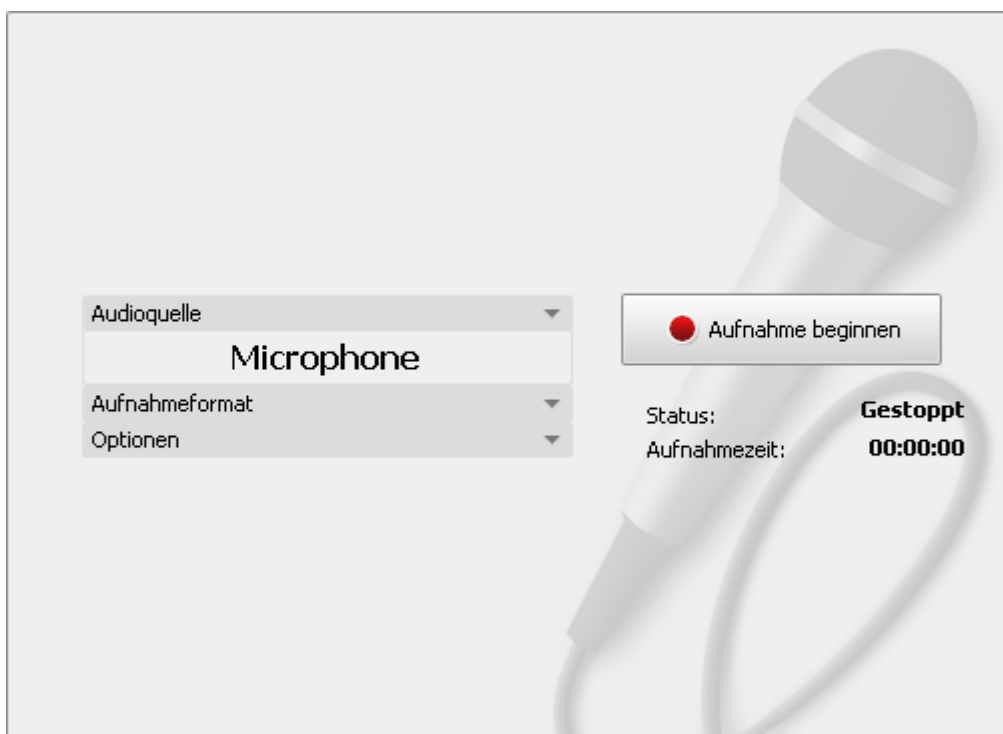 Audioquelle
Microphone
Aufnahmeformat
Optionen
Aufnahme beginnen
Status: Gestoppt
Aufnahmezeit: 00:00:00